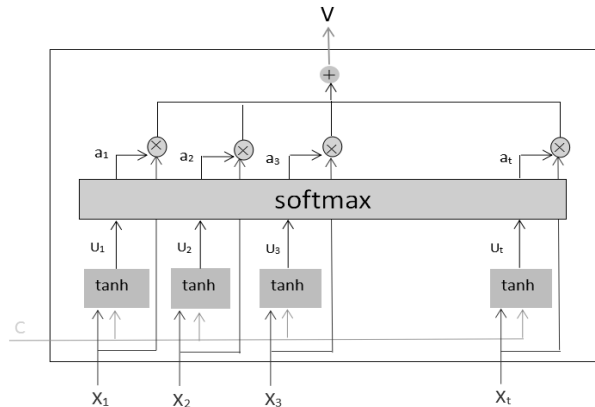 V
+
× × × ×
a1 a2 a3 at
softmax
U1 U2 U3 Ut
tanh tanh tanh tanh
C
X1 X2 X3 Xt